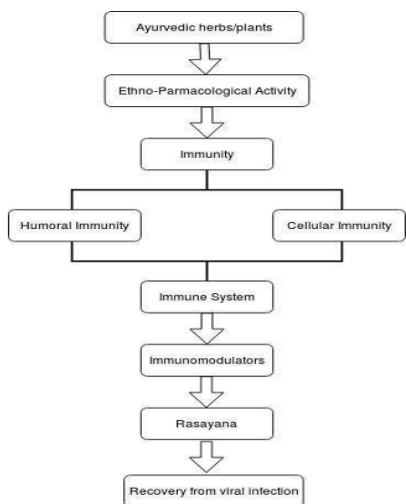 Ayurvedic herbs/plants
Ethno-Parmacological Activity
Immunity
Humoral Immunity
Cellular Immunity
Immune System
Immunomodulators
Rasayana
Recovery from viral infection